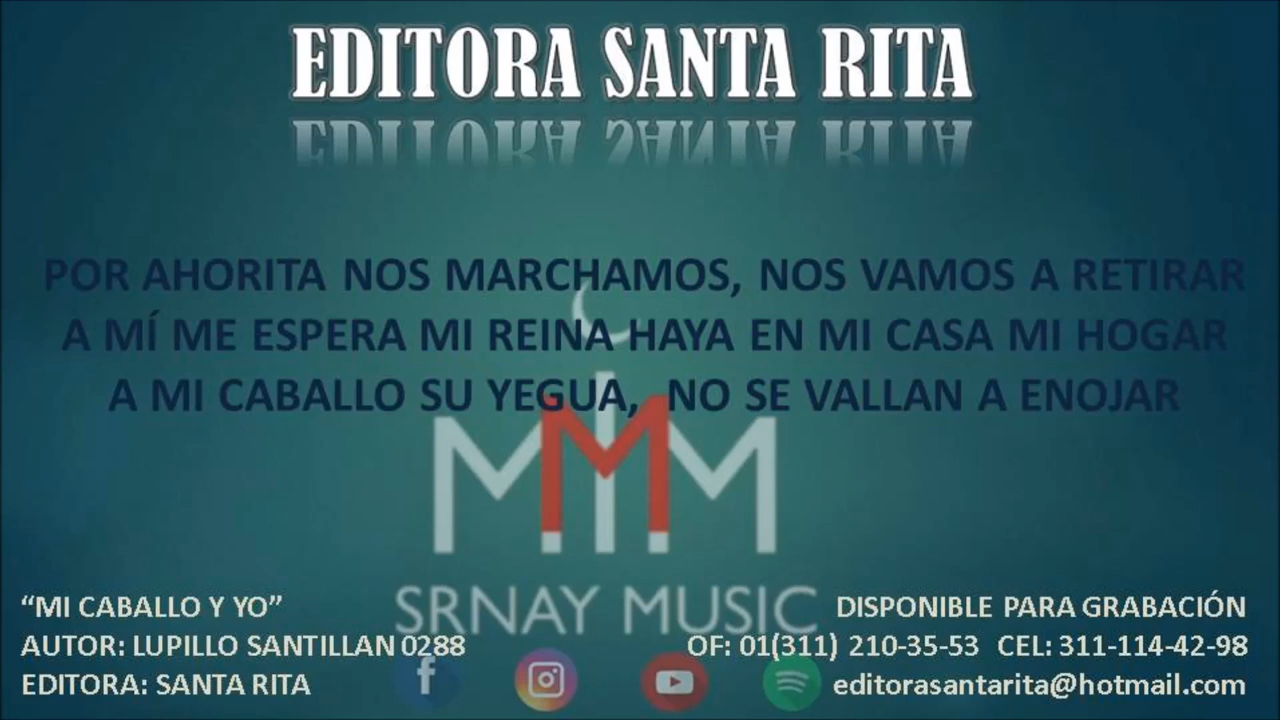 EDITORA SANTA RITA
POR AHORITA NOS MARCHAMOS, NOS VAMOS A RETIRAR
A MÍ ME ESPERA MI REINA HAYA EN MI CASA MI HOGAR
A MI CABALLO SU YEGUA, NO SE VALLAN A ENOJAR
SRNAY MUSIC
“MI CABALLO Y YO”
AUTOR: LUPILLO SANTILLAN 0288
EDITORA: SANTA RITA
DISPONIBLE PARA GRABACIÓN
OF: 01(311) 210-35-53 CEL: 311-114-42-98
editorasantarita@hotmail.com